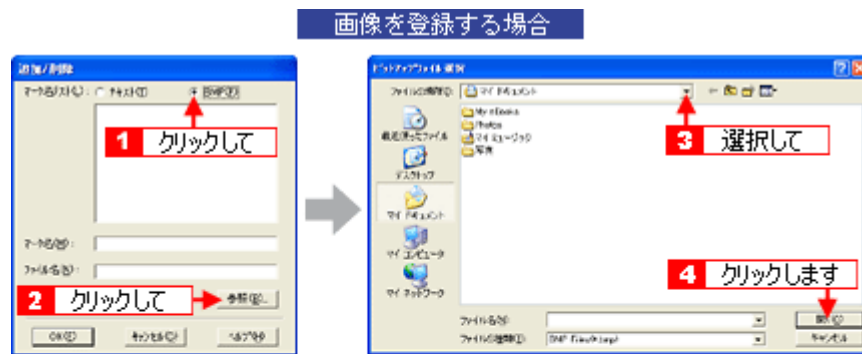 画像を登録する場合
追加/削除
マーク名リスト(L):
テキスト(T)
BMP(P)
1 クリックして
マーク名(M):
ファイル名(N):
2 クリックして
参照(B)...
OK(O)
キャンセル(C)
ヘルプ(H)
ビットマップファイル選択
ファイルの場所(I):
マイ ドキュメント
最近使ったファイル
デスクトップ
マイ ドキュメント
マイ コンピュータ
マイ ネットワーク
My eBooks
Photos
マイ ミュージック
写真
3 選択して
4 クリックします
ファイル名(N):
開く(O)
ファイルの種類(T):
BMP Files(*.bmp)
キャンセル